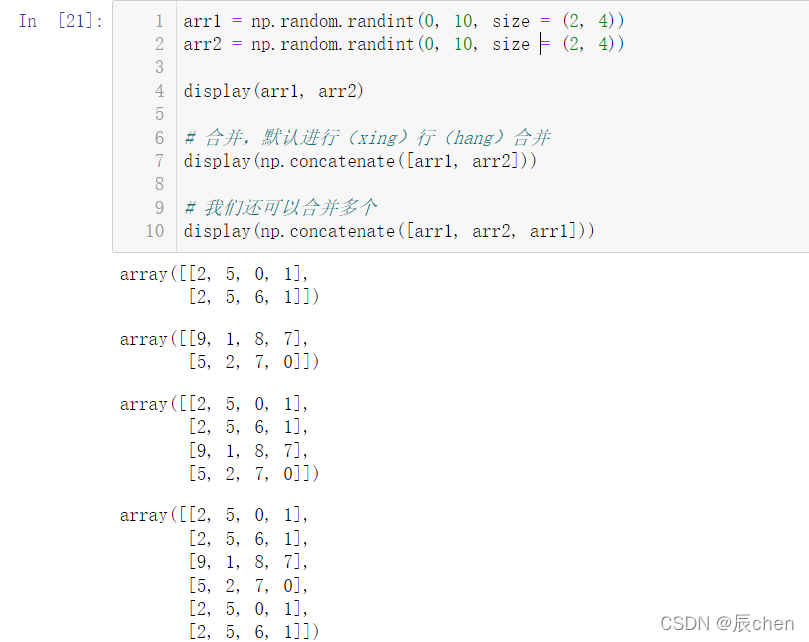 In [21]:
1 arr1 = np.random.randint(0, 10, size = (2, 4))
2 arr2 = np.random.randint(0, 10, size = (2, 4))
3
4 display(arr1, arr2)
5
6 # 合并，默认进行（xing）行（hang）合并
7 display(np.concatenate([arr1, arr2]))
8
9 # 我们还可以合并多个
10 display(np.concatenate([arr1, arr2, arr1]))
array([[2, 5, 0, 1],
[2, 5, 6, 1]])
array([[9, 1, 8, 7],
[5, 2, 7, 0]])
array([[2, 5, 0, 1],
[2, 5, 6, 1],
[9, 1, 8, 7],
[5, 2, 7, 0]])
array([[2, 5, 0, 1],
[2, 5, 6, 1],
[9, 1, 8, 7],
[5, 2, 7, 0],
[2, 5, 0, 1],
[2, 5, 6, 1]])
CSDN @辰chen